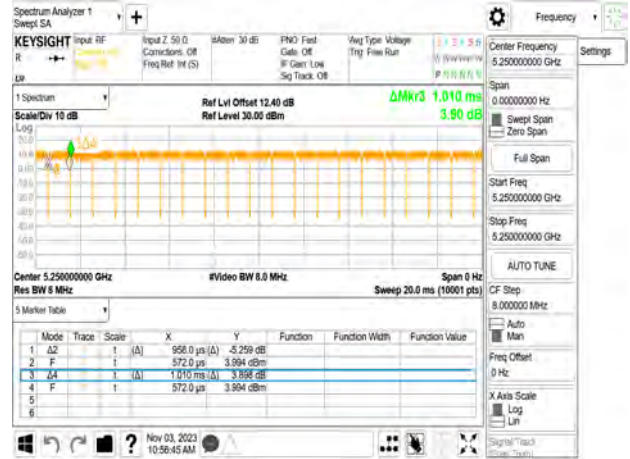 Spectrum Analyzer 1
Swept SA
Frequency
KEYSIGHT Input: RF
Input Z: 50 Ω
#Atten: 30 dB
PNO: Fast
Avg Type: Voltage
Corrections: Off
Gate: Off
Trig: Free Run
Freq Ref: Int (S)
IF Gain: Low
Sig Track: Off
Center Frequency
5.250000000 GHz
Settings
Span
0.00000000 Hz
Swept Span
Zero Span
Full Span
Start Freq
5.250000000 GHz
Stop Freq
5.250000000 GHz
AUTO TUNE
CF Step
8.000000 MHz
Auto
Man
Freq Offset
0 Hz
X Axis Scale
Log
Lin
Signal Track
1 Spectrum
Scale/Div 10 dB
Ref Lvl Offset 12.40 dB
Ref Level 30.00 dBm
ΔMkr3 1.010 ms
3.90 dB
Log
Center 5.250000000 GHz
#Video BW 8.0 MHz
Span 0 Hz
Res BW 8 MHz
Sweep 20.0 ms (10001 pts)
5 Marker Table
Mode Trace Scale X Y Function Function Width Function Value
1 Δ2 t (Δ) 958.0 μs (Δ) -5.259 dB
2 F t 572.0 μs 3.994 dBm
3 Δ4 t (Δ) 1.010 ms (Δ) 3.898 dB
4 F t 572.0 μs 3.994 dBm
5
6
Nov 03, 2023
10:56:45 AM